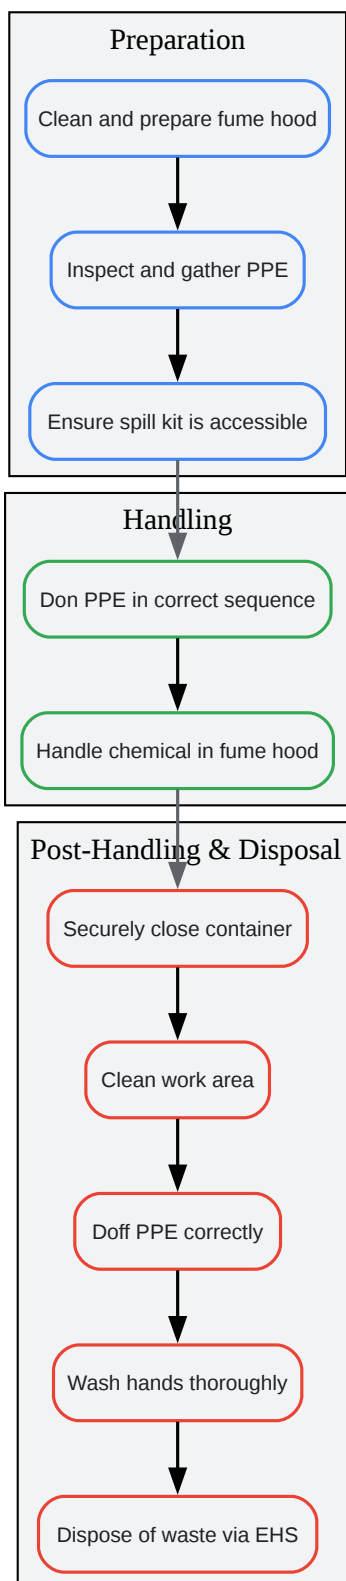 Preparation
Clean and prepare fume hood
Inspect and gather PPE
Ensure spill kit is accessible
Handling
Don PPE in correct sequence
Handle chemical in fume hood
Post-Handling & Disposal
Securely close container
Clean work area
Doff PPE correctly
Wash hands thoroughly
Dispose of waste via EHS